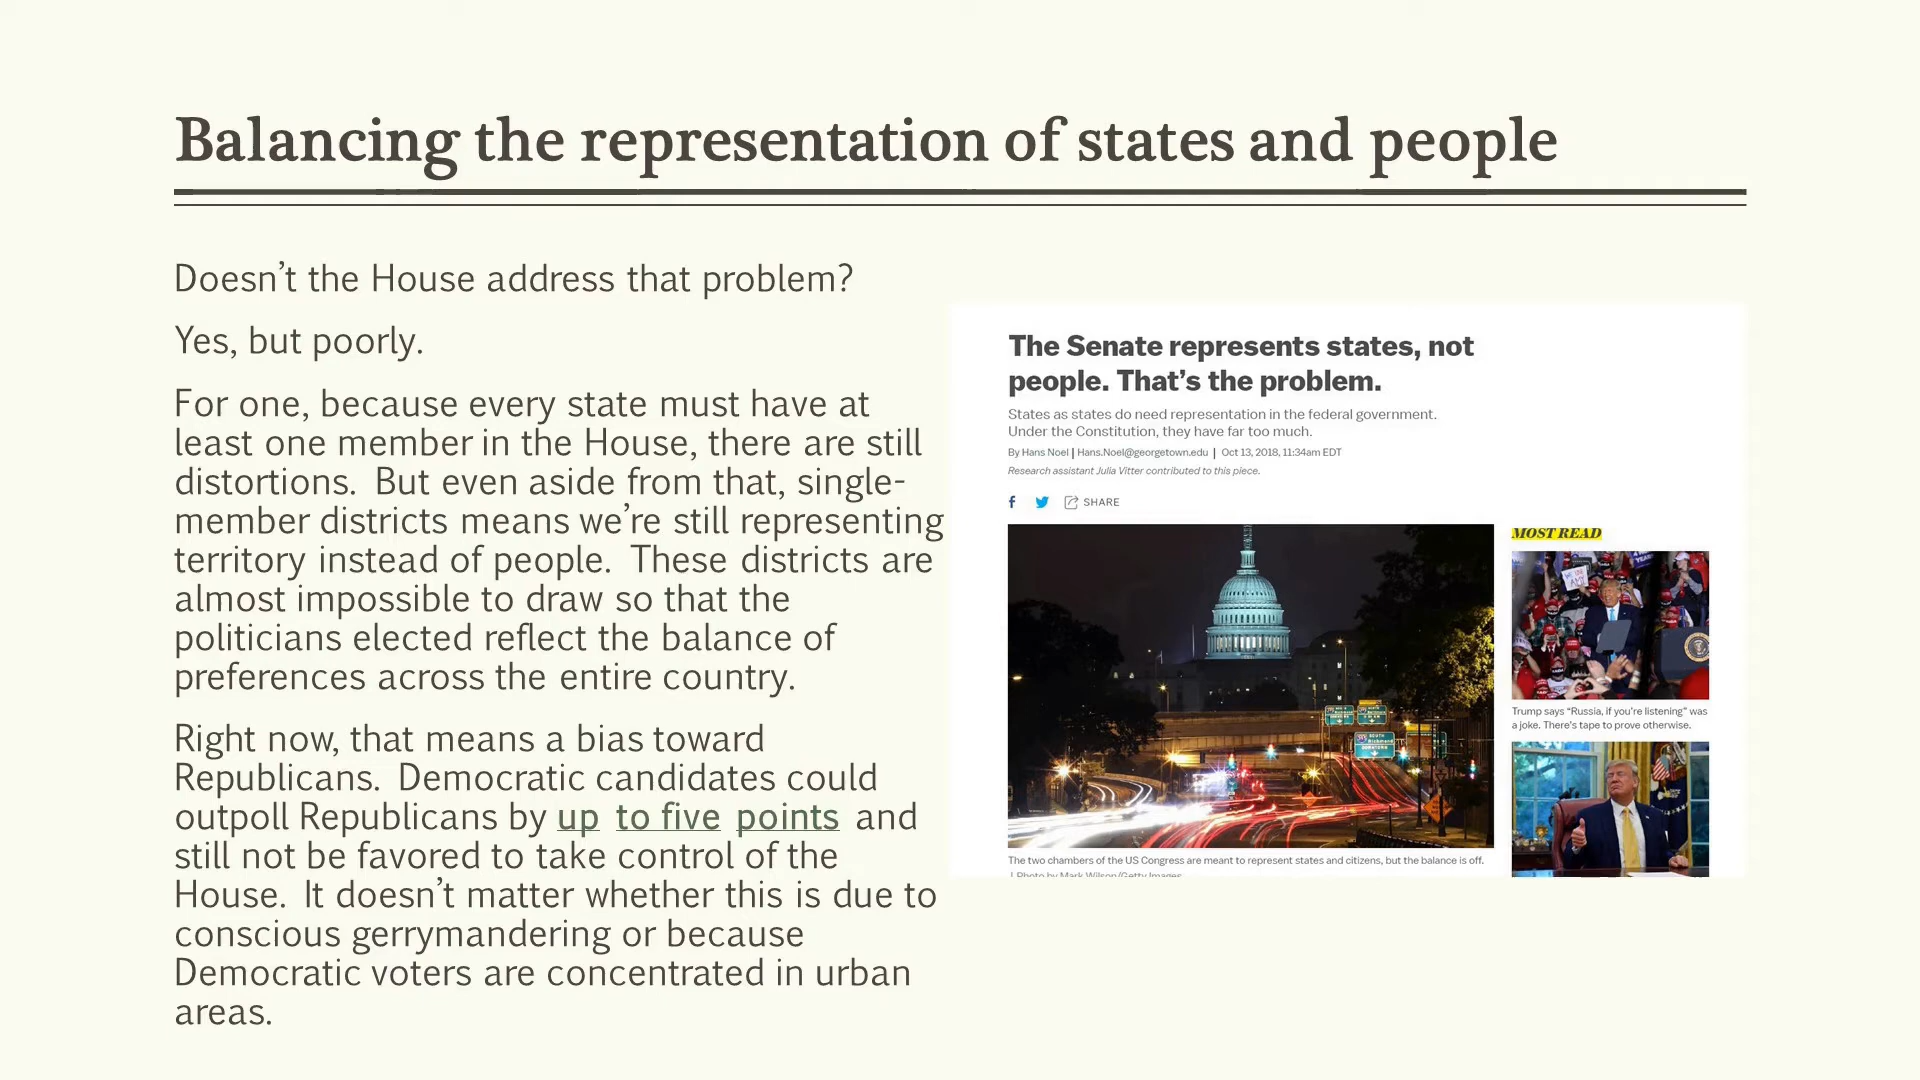 Balancing the representation of states and people
Doesn’t the House address that problem?
Yes, but poorly.
For one, because every state must have at
least one member in the House, there are still
distortions. But even aside from that, single-
member districts means we’re still representing
territory instead of people. These districts are
almost impossible to draw so that the
politicians elected reflect the balance of
preferences across the entire country.
Right now, that means a bias toward
Republicans. Democratic candidates could
outpoll Republicans by up to five points and
still not be favored to take control of the
House. It doesn’t matter whether this is due to
conscious gerrymandering or because
Democratic voters are concentrated in urban
areas.
The Senate represents states, not
people. That’s the problem.
States as states do need representation in the federal government.
Under the Constitution, they have far too much.
By Hans Noel | Hans.Noel@georgetown.edu | Oct 13, 2018, 11:34am EDT
Research assistant Julia Vitter contributed to this piece.
SHARE
MOST READ
Trump says “Russia, if you’re listening” was
a joke. There’s tape to prove otherwise.
The two chambers of the US Congress are meant to represent states and citizens, but the balance is off.
| Photo by Mark Wilson/Getty Images